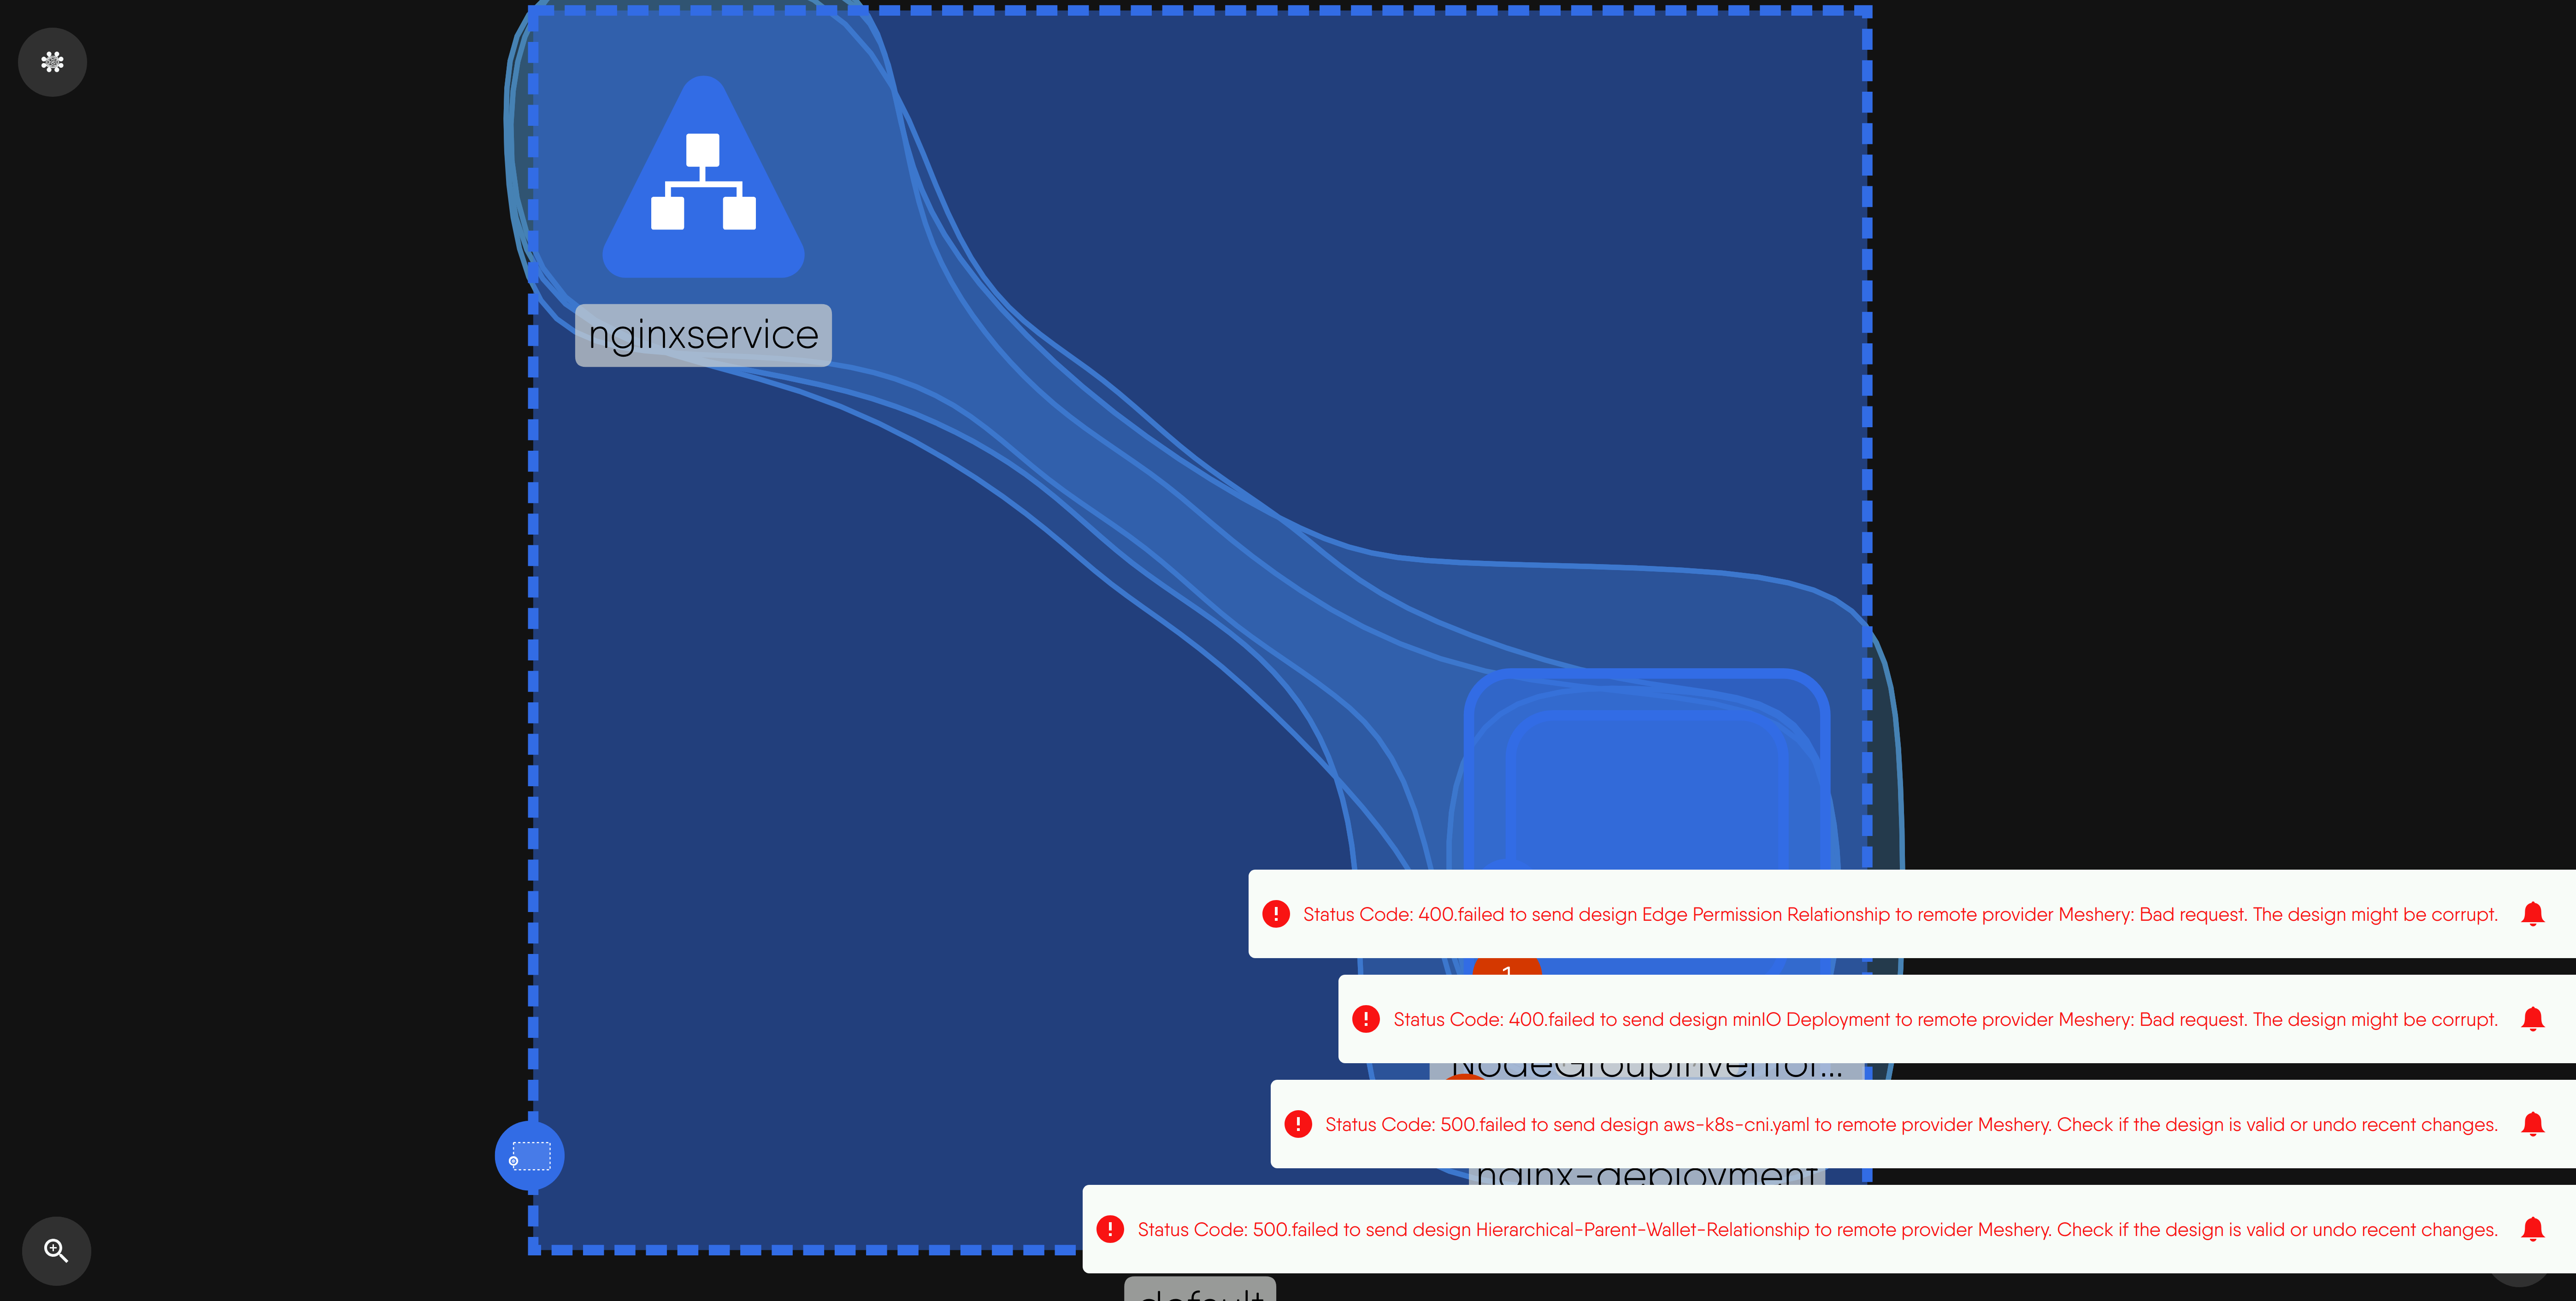 nginxservice
Status Code: 400.failed to send design Edge Permission Relationship to remote provider Meshery: Bad request. The design might be corrupt.
1
Status Code: 400.failed to send design minIO Deployment to remote provider Meshery: Bad request. The design might be corrupt.
NodeGroupInventor...
Status Code: 500.failed to send design aws-k8s-cni.yaml to remote provider Meshery. Check if the design is valid or undo recent changes.
nginx-deployment
Status Code: 500.failed to send design Hierarchical-Parent-Wallet-Relationship to remote provider Meshery. Check if the design is valid or undo recent changes.
default